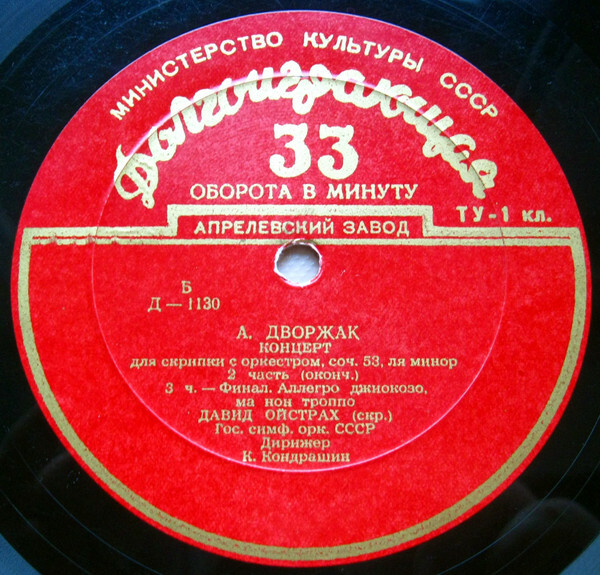 МИНИСТЕРСТВО КУЛЬТУРЫ СССР
Долгоиграющая
33
ОБОРОТА В МИНУТУ
ТУ-1 кл.
АПРЕЛЕВСКИЙ ЗАВОД
Б
Д — 1130
А. ДВОРЖАК
КОНЦЕРТ
для скрипки с оркестром, соч. 53, ля минор
2 часть (оконч.)
3 ч. — Финал. Аллегро джиокозо,
ма нон троппо
ДАВИД ОЙСТРАХ (скр.)
Гос. симф. орк. СССР
Дирижер
К. Кондрашин